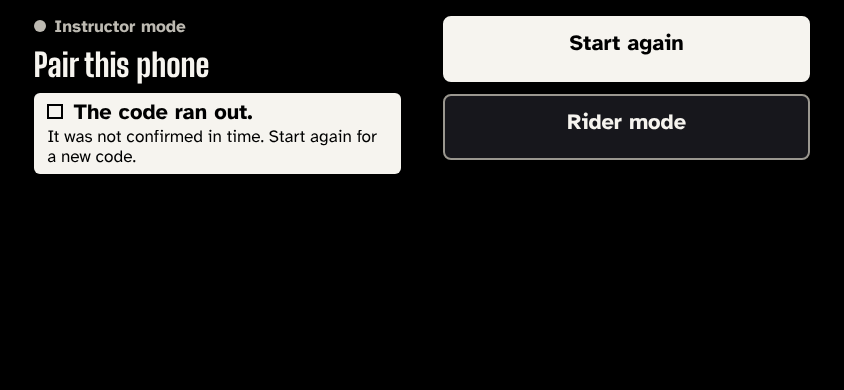 Instructor mode
Pair this phone
The code ran out.
It was not confirmed in time. Start again for
a new code.
Start again
Rider mode